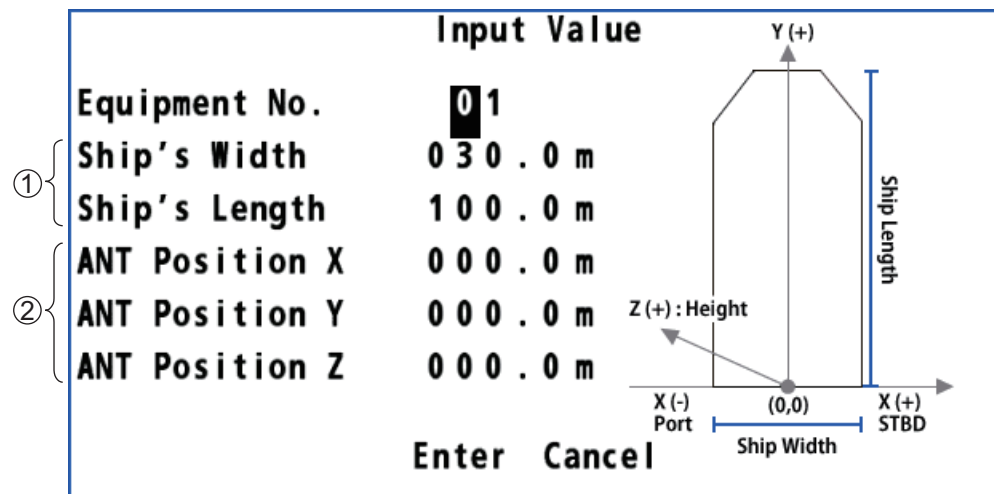 Input Value
Equipment No. 01
① Ship's Width 030.0 m
Ship's Length 100.0 m
② ANT Position X 000.0 m
ANT Position Y 000.0 m
ANT Position Z 000.0 m
Enter Cancel
Y (+)
Ship Length
Z (+) : Height
X (-)
Port
(0,0)
X (+)
STBD
Ship Width